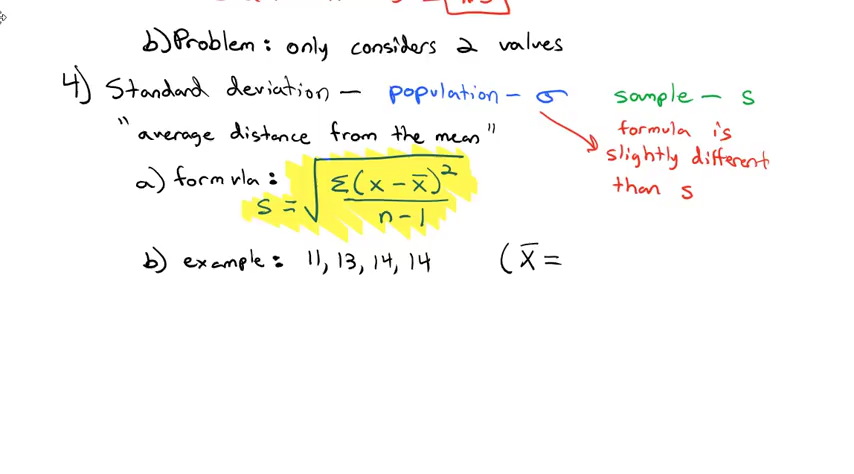 b) Problem: only considers 2 values
4) Standard deviation — population — σ sample — s
"average distance from the mean"
formula is
slightly different
than s
a) formula: s = √(Σ(x − x̄)² / (n − 1))
b) example: 11, 13, 14, 14 (x̄ =